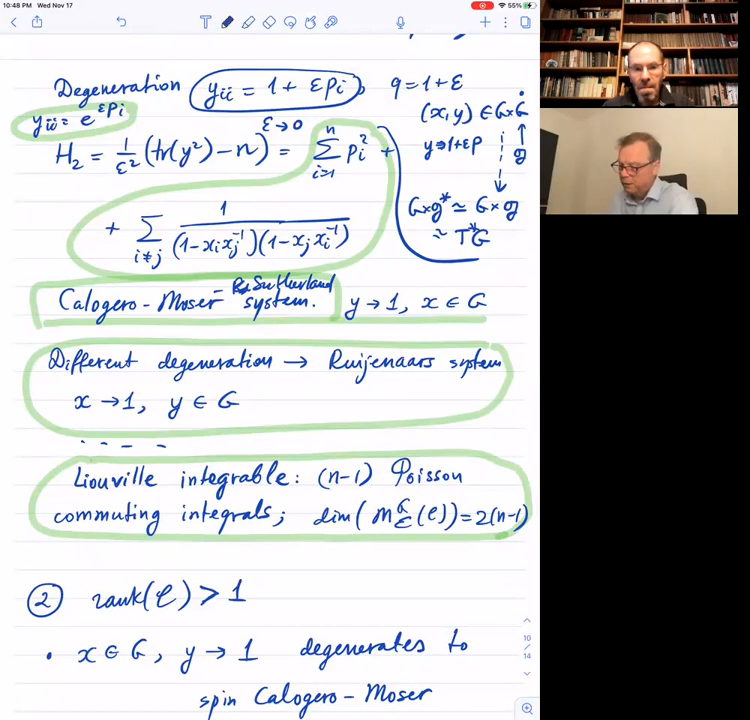 10:48 PM Wed Nov 17
55%
Degeneration y_ii = 1 + εp_i, q = 1 + ε
y_ii = e^{εp_i}
(x, y) ∈ G×G
ε→0
y→1+εp
g
H_2 = 1/ε² (tr(y²) − n) = Σ_{i=1}^{n} p_i² +
+ Σ_{i≠j} 1/((1−x_i x_j^{-1})(1−x_j x_i^{-1}))
G×g* ≃ G×g
≃ T*G
Calogero-Moser-Sutherland system. y → 1, x ∈ G
Different degeneration → Ruijenaars system
x → 1, y ∈ G
Liouville integrable: (n-1) Poisson
commuting integrals; dim(M_Σ^G(C)) = 2(n-1)
② rank(C) > 1
• x ∈ G, y → 1 degenerates to
spin Calogero-Moser
10
/
14